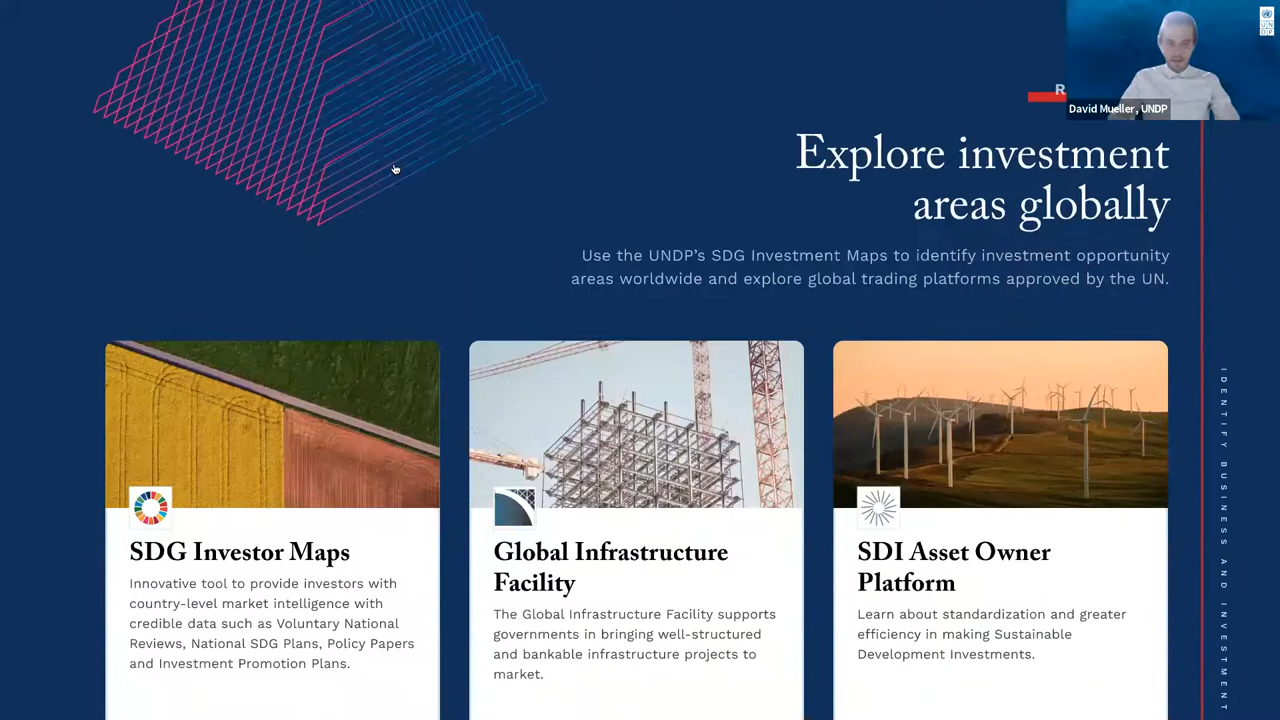 R
David Mueller, UNDP
UN
DP
Explore investment
areas globally
Use the UNDP’s SDG Investment Maps to identify investment opportunity
areas worldwide and explore global trading platforms approved by the UN.
SDG Investor Maps
Innovative tool to provide investors with
country-level market intelligence with
credible data such as Voluntary National
Reviews, National SDG Plans, Policy Papers
and Investment Promotion Plans.
Global Infrastructure
Facility
The Global Infrastructure Facility supports
governments in bringing well-structured
and bankable infrastructure projects to
market.
SDI Asset Owner
Platform
Learn about standardization and greater
efficiency in making Sustainable
Development Investments.
IDENTIFY BUSINESS AND INVESTMENT